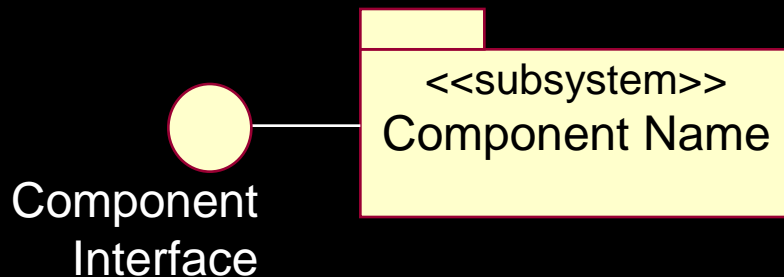 <<subsystem>>
Component Name
Component
Interface